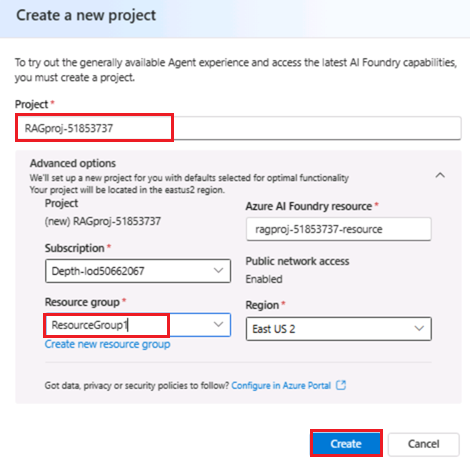 Create a new project
To try out the generally available Agent experience and access the latest AI Foundry capabilities,
you must create a project.
Project *
RAGproj-51853737
Advanced options
We'll set up a new project for you with defaults selected for optimal functionality
Your project will be located in the eastus2 region.
Project
(new) RAGproj-51853737
Azure AI Foundry resource *
ragproj-51853737-resource
Subscription *
Depth-lod50662067
Public network access
Enabled
Resource group *
ResourceGroup1
Create new resource group
Region *
East US 2
Got data, privacy or security policies to follow? Configure in Azure Portal
Create
Cancel